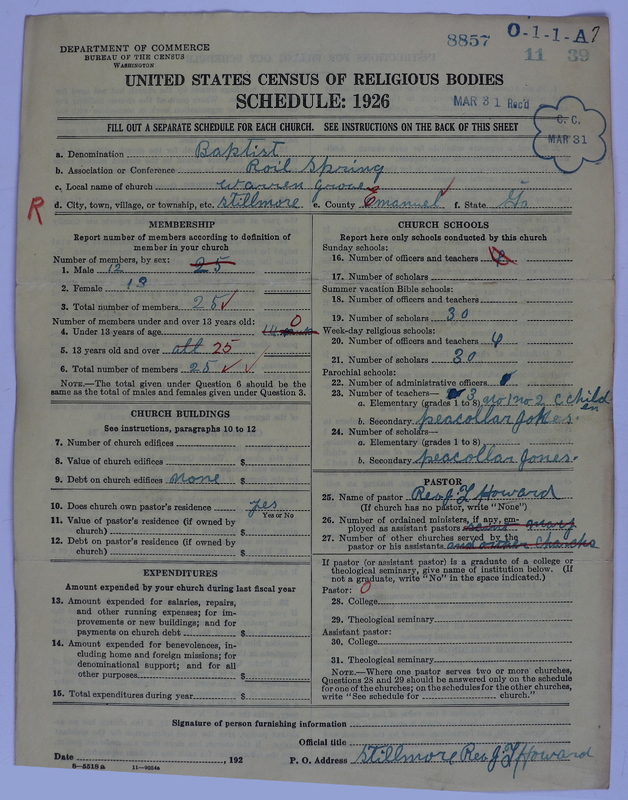 8857 O-1-1-A7
11 39
DEPARTMENT OF COMMERCE
BUREAU OF THE CENSUS
WASHINGTON
UNITED STATES CENSUS OF RELIGIOUS BODIES
SCHEDULE: 1926
MAR 31 Rec'd
C. C.
MAR 31
FILL OUT A SEPARATE SCHEDULE FOR EACH CHURCH. SEE INSTRUCTIONS ON THE BACK OF THIS SHEET
a. Denomination Baptist
b. Association or Conference Roil Spring
c. Local name of church Warren Grove
d. City, town, village, or township, etc. Stillmore e. County Emanuel f. State Ga
R
MEMBERSHIP
Report number of members according to definition of member in your church
Number of members, by sex:
1. Male 12 25
2. Female 13
3. Total number of members 25
Number of members under and over 13 years old:
4. Under 13 years of age 0
5. 13 years old and over all 25
6. Total number of members 25
NOTE.—The total given under Question 6 should be the same as the total of males and females given under Question 3.
CHURCH BUILDINGS
See instructions, paragraphs 10 to 12
7. Number of church edifices
8. Value of church edifices $
9. Debt on church edifices none $
10. Does church own pastor's residence yes
Yes or No
11. Value of pastor's residence (if owned by church) $
12. Debt on pastor's residence (if owned by church) $
EXPENDITURES
Amount expended by your church during last fiscal year
13. Amount expended for salaries, repairs, and other running expenses; for improvements or new buildings; and for payments on church debt $
14. Amount expended for benevolences, including home and foreign missions; for denominational support; and for all other purposes $
15. Total expenditures during year $
CHURCH SCHOOLS
Report here only schools conducted by this church
Sunday schools:
16. Number of officers and teachers
17. Number of scholars
Summer vacation Bible schools:
18. Number of officers and teachers
19. Number of scholars 30
Week-day religious schools:
20. Number of officers and teachers 4
21. Number of scholars 30
Parochial schools:
22. Number of administrative officers
23. Number of teachers— 3
a. Elementary (grades 1 to 8) no 1 no 2 c children
b. Secondary peacollar Jones.
24. Number of scholars—
a. Elementary (grades 1 to 8)
b. Secondary peacollar Jones.
PASTOR
25. Name of pastor Rev J. L Howard
(If church has no pastor, write "None")
26. Number of ordained ministers, if any, employed as assistant pastors
27. Number of other churches served by the pastor or his assistants
If pastor (or assistant pastor) is a graduate of a college or theological seminary, give name of institution below. (If not a graduate, write "No" in the space indicated.)
Pastor: 0
28. College
29. Theological seminary
Assistant pastor:
30. College
31. Theological seminary
NOTE.—Where one pastor serves two or more churches, Questions 28 and 29 should be answered only on the schedule for one of the churches; on the schedules for the other churches, write "See schedule for church."
Signature of person furnishing information
Official title
Date , 192 P. O. Address Stillmore Rev. J L Howard
8—5518a 11—9264a